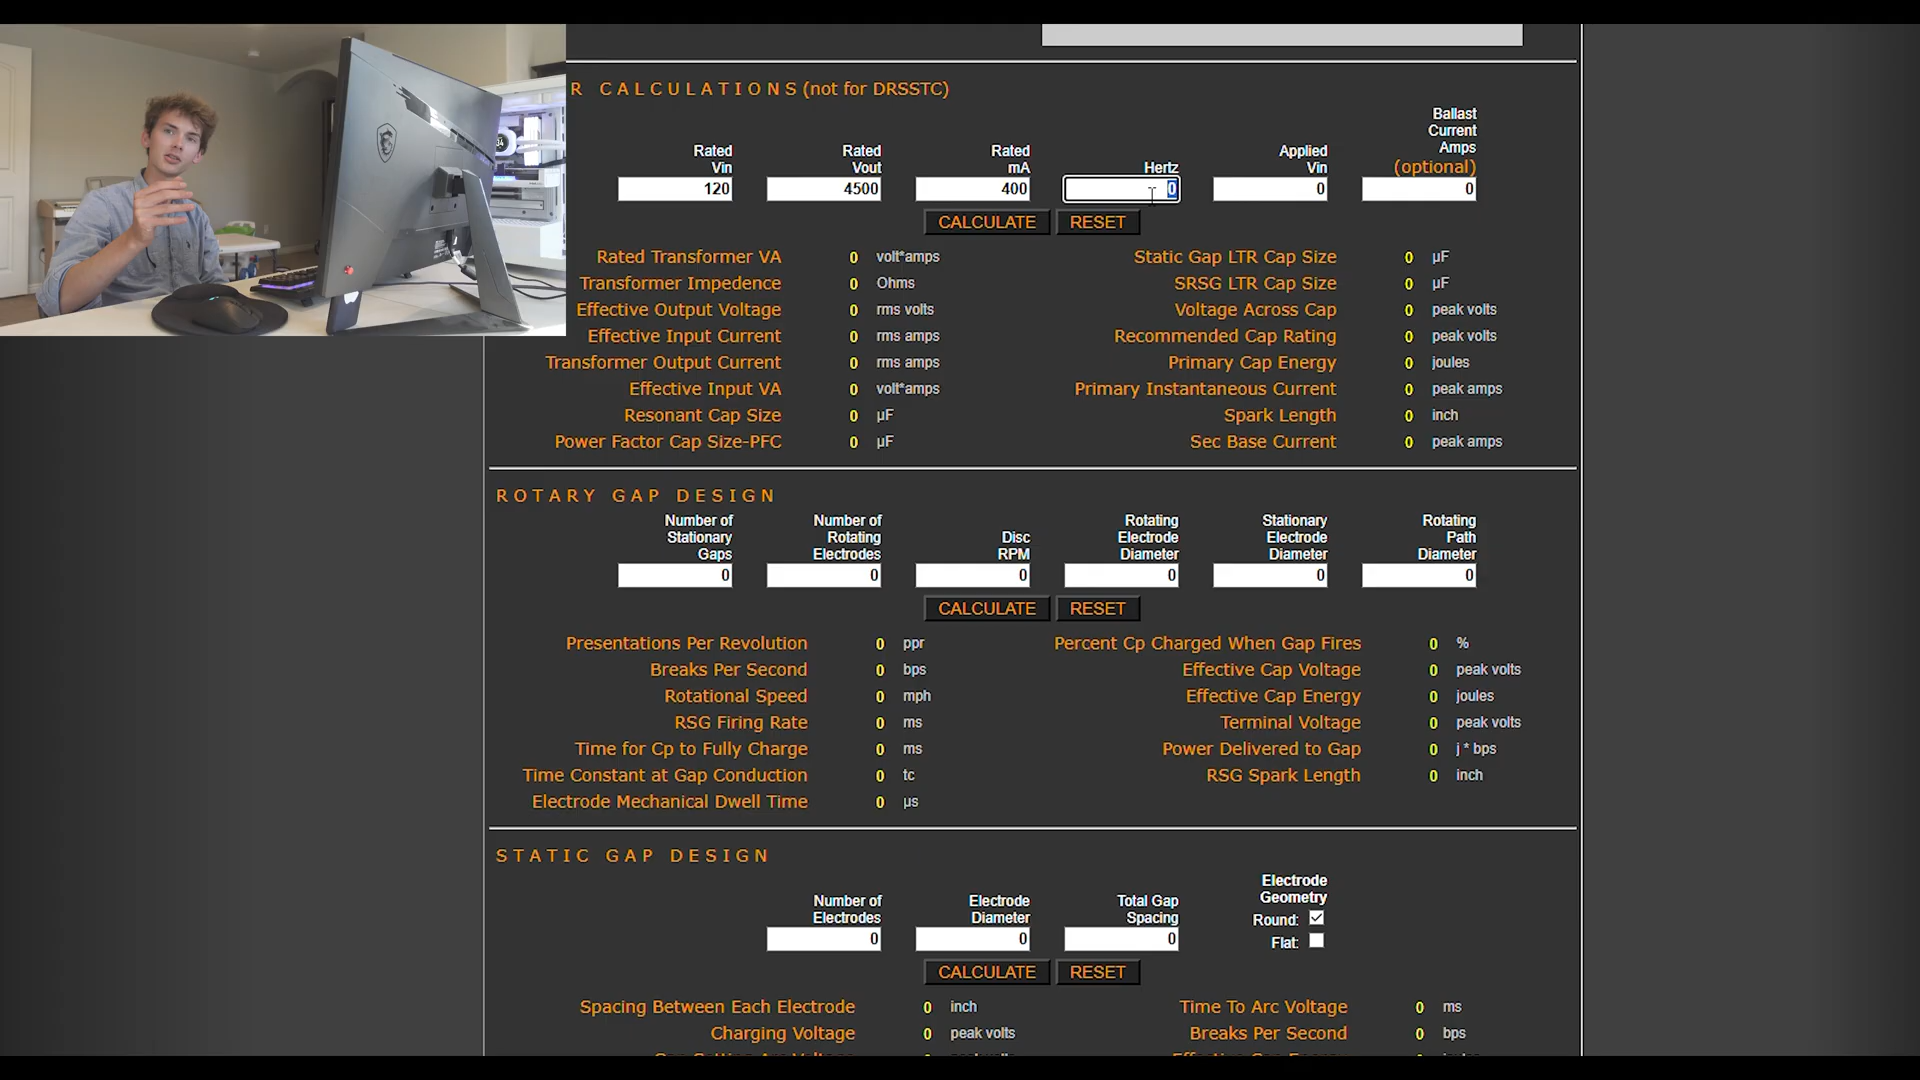 R CALCULATIONS (not for DRSSTC)
Rated Vin
Rated Vout
Rated mA
Hertz
Applied Vin
Ballast Current Amps (optional)
120 4500 400 0 0 0
CALCULATE RESET
Rated Transformer VA 0 volt*amps
Transformer Impedence 0 Ohms
Effective Output Voltage 0 rms volts
Effective Input Current 0 rms amps
Transformer Output Current 0 rms amps
Effective Input VA 0 volt*amps
Resonant Cap Size 0 µF
Power Factor Cap Size-PFC 0 µF
Static Gap LTR Cap Size 0 µF
SRSG LTR Cap Size 0 µF
Voltage Across Cap 0 peak volts
Recommended Cap Rating 0 peak volts
Primary Cap Energy 0 joules
Primary Instantaneous Current 0 peak amps
Spark Length 0 inch
Sec Base Current 0 peak amps
ROTARY GAP DESIGN
Number of Stationary Gaps
Number of Rotating Electrodes
Disc RPM
Rotating Electrode Diameter
Stationary Electrode Diameter
Rotating Path Diameter
0 0 0 0 0 0
CALCULATE RESET
Presentations Per Revolution 0 ppr
Breaks Per Second 0 bps
Rotational Speed 0 mph
RSG Firing Rate 0 ms
Time for Cp to Fully Charge 0 ms
Time Constant at Gap Conduction 0 tc
Electrode Mechanical Dwell Time 0 µs
Percent Cp Charged When Gap Fires 0 %
Effective Cap Voltage 0 peak volts
Effective Cap Energy 0 joules
Terminal Voltage 0 peak volts
Power Delivered to Gap 0 j * bps
RSG Spark Length 0 inch
STATIC GAP DESIGN
Number of Electrodes
Electrode Diameter
Total Gap Spacing
Electrode Geometry
Round:
Flat:
0 0 0
CALCULATE RESET
Spacing Between Each Electrode 0 inch
Charging Voltage 0 peak volts
Time To Arc Voltage 0 ms
Breaks Per Second 0 bps